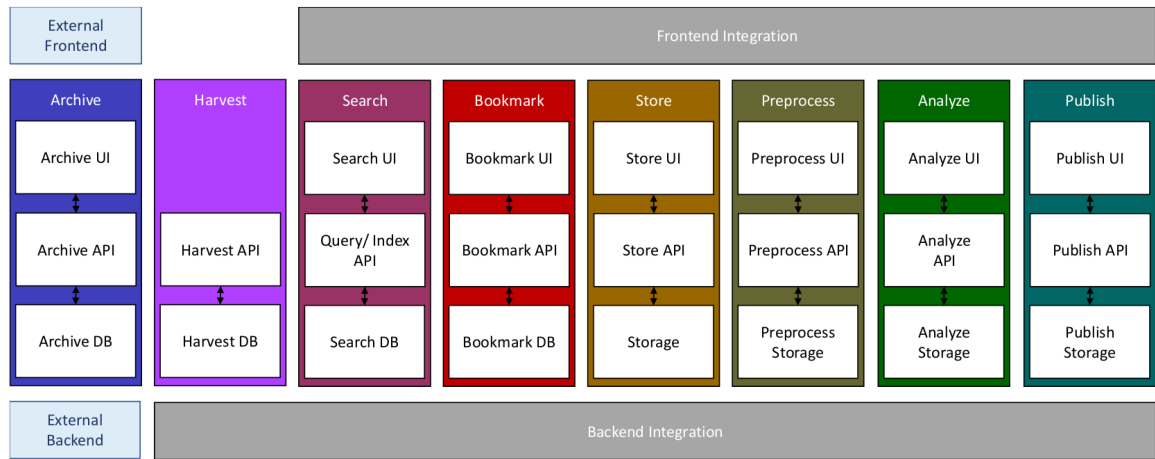 External
Frontend
Frontend Integration
Archive
Harvest
Search
Bookmark
Store
Preprocess
Analyze
Publish
Archive UI
Search UI
Bookmark UI
Store UI
Preprocess UI
Analyze UI
Publish UI
Archive API
Harvest API
Query/ Index
API
Bookmark API
Store API
Preprocess API
Analyze
API
Publish API
Archive DB
Harvest DB
Search DB
Bookmark DB
Storage
Preprocess
Storage
Analyze
Storage
Publish
Storage
External
Backend
Backend Integration